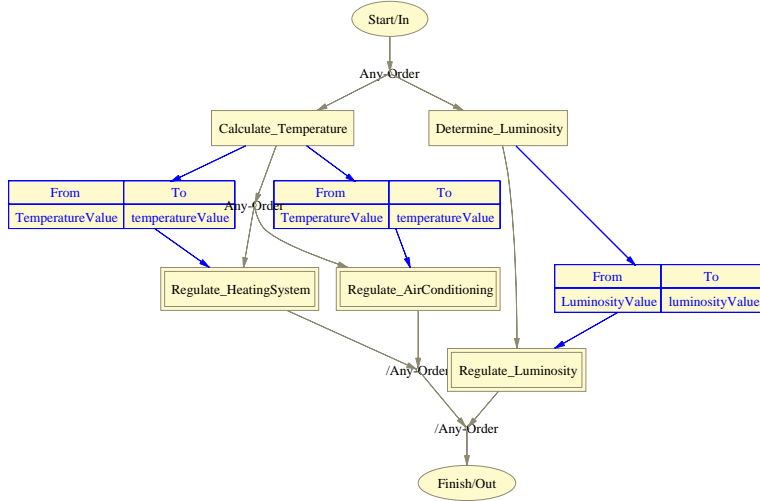 Start/In
Any-Order
Calculate_Temperature
Determine_Luminosity
From To
TemperatureValue temperatureValue
Any-Order
From To
TemperatureValue temperatureValue
Regulate_HeatingSystem
Regulate_AirConditioning
From To
LuminosityValue luminosityValue
/Any-Order
Regulate_Luminosity
/Any-Order
Finish/Out